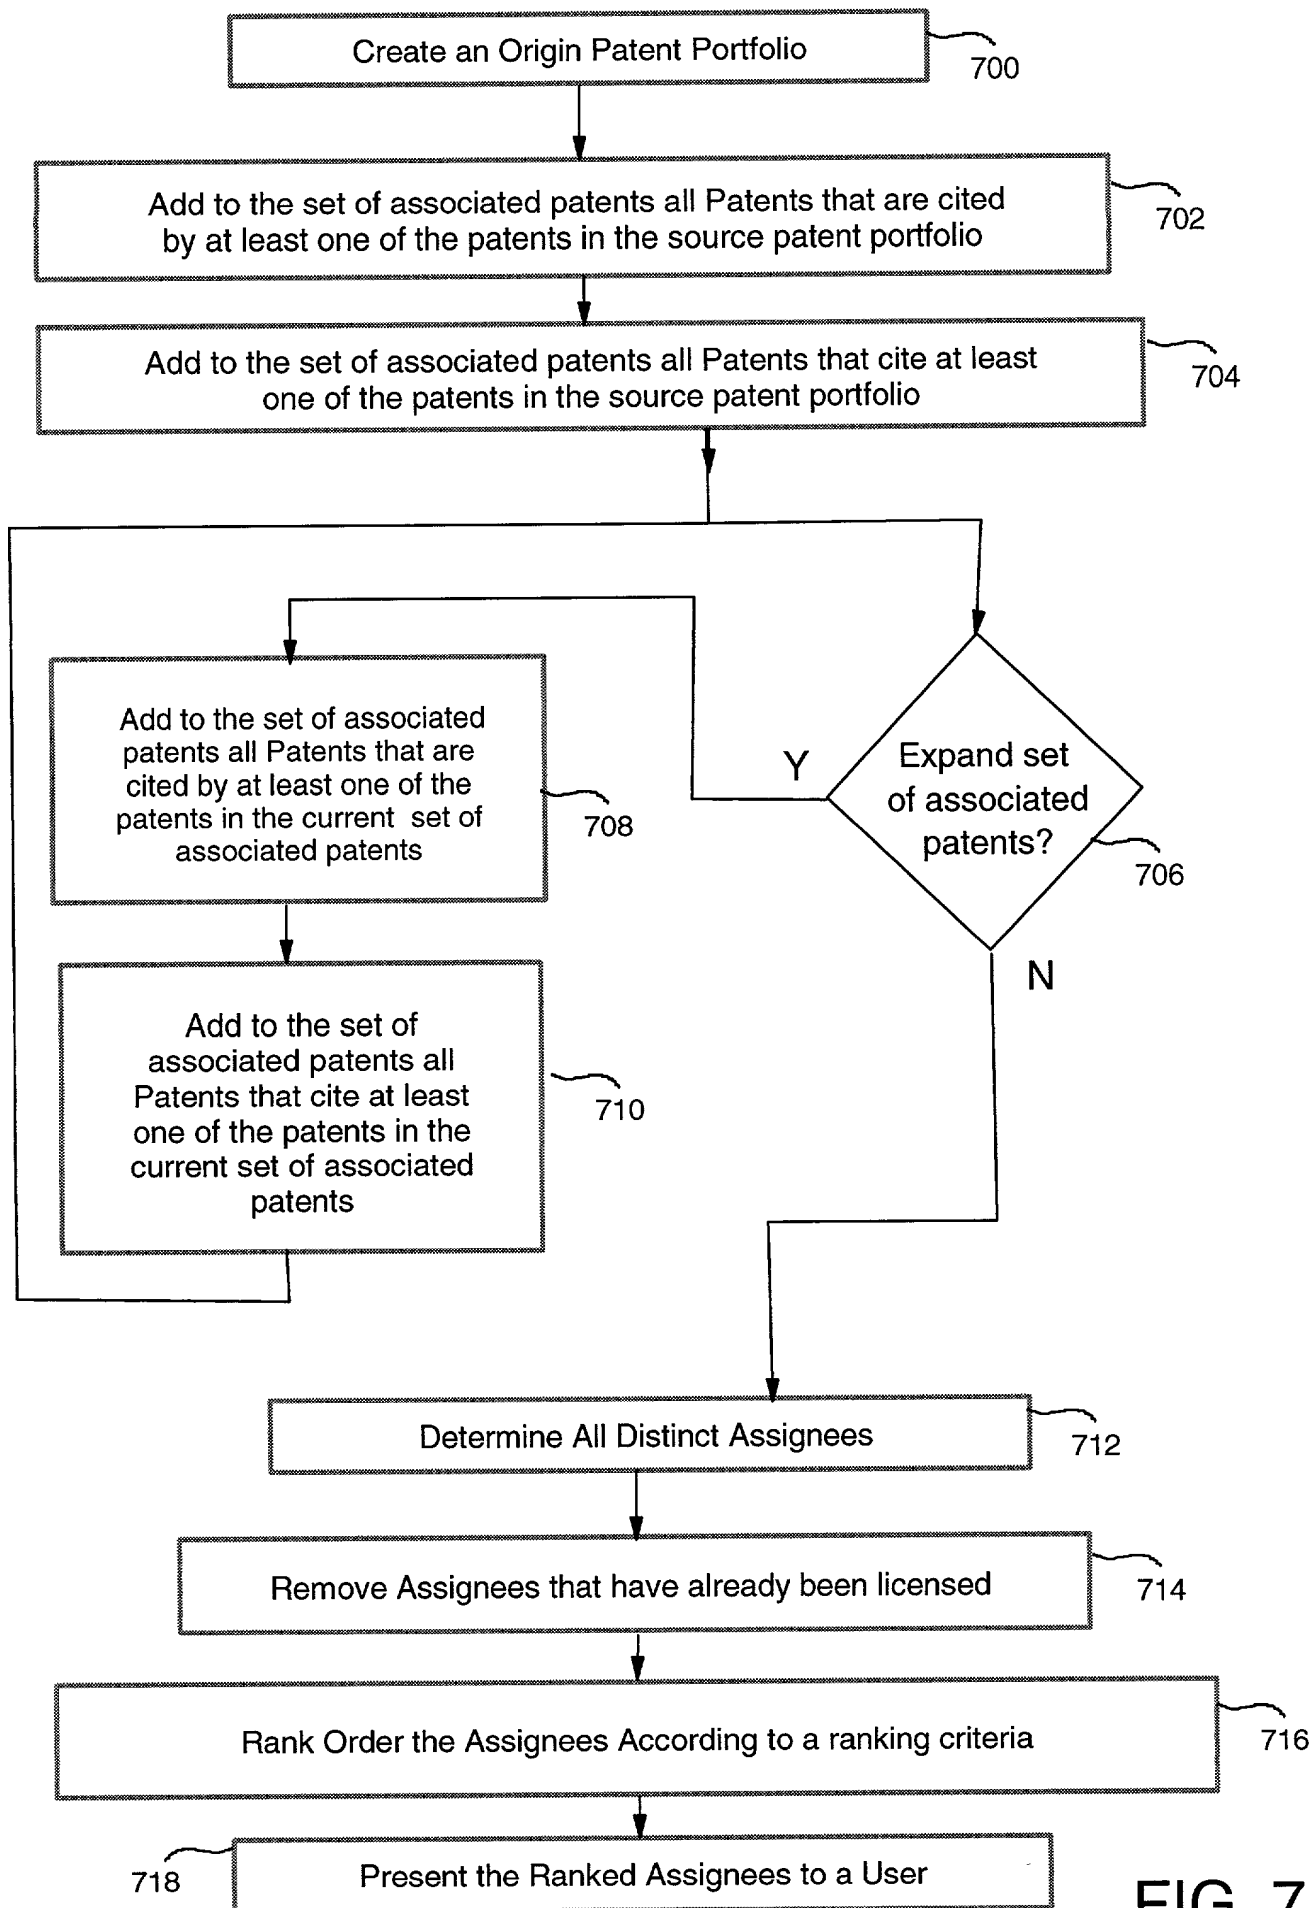 Create an Origin Patent Portfolio
700
Add to the set of associated patents all Patents that are cited
by at least one of the patents in the source patent portfolio
702
Add to the set of associated patents all Patents that cite at least
one of the patents in the source patent portfolio
704
Add to the set of associated
patents all Patents that are
cited by at least one of the
patents in the current set of
associated patents
708
Y
Expand set
of associated
patents?
706
N
Add to the set of
associated patents all
Patents that cite at least
one of the patents in the
current set of associated
patents
710
Determine All Distinct Assignees
712
Remove Assignees that have already been licensed
714
Rank Order the Assignees According to a ranking criteria
716
Present the Ranked Assignees to a User
718
FIG. 7